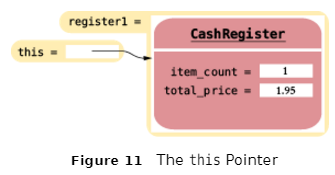 register1 =
CashRegister
this =
item_count = 1
total_price = 1.95
Figure 11 The this Pointer